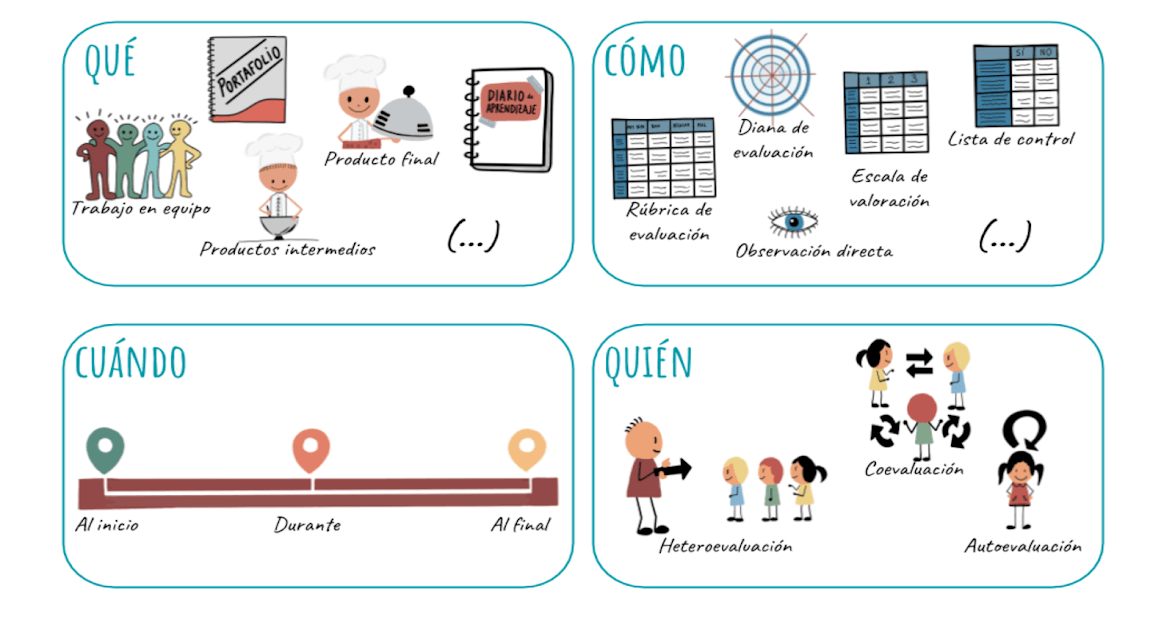 QUÉ
PORTAFOLIO
Producto final
DIARIO de
APRENDIZAJE
Trabajo en equipo
Productos intermedios
(...)
CÓMO
Diana de
evaluación
1 2 3
Escala de
valoración
SÍ NO
Lista de control
Rúbrica de
evaluación
Observación directa
(...)
CUÁNDO
Al inicio
Durante
Al final
QUIÉN
Heteroevaluación
Coevaluación
Autoevaluación